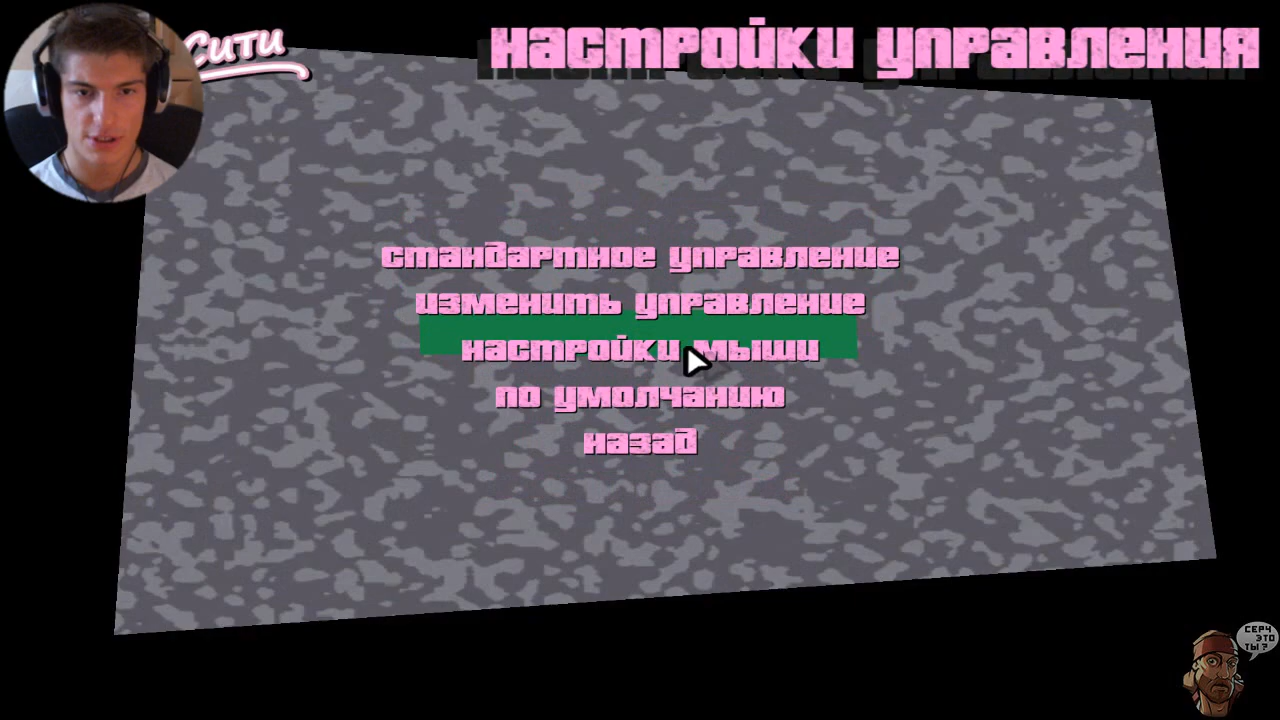 Сити
настройки управления
стандартное управление
изменить управление
настройки мыши
по умолчанию
назад
СЕРЧ
ЭТО
ТЫ?